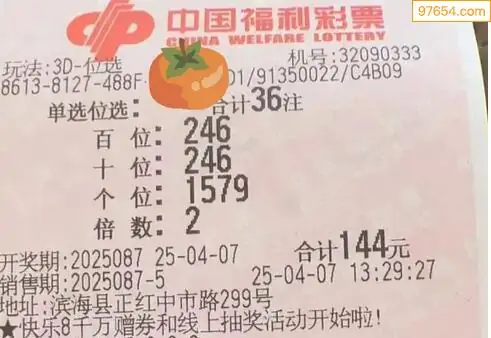 97654.com
中国福利彩票
CHINA WELFARE LOTTERY
玩法:3D-位选 机号:32090333
8613-8127-488F D1/91350022/C4B09
单选位选: 合计36注
百 位: 246
十 位: 246
个 位: 1579
倍 数: 2
开奖期:2025087 25-04-07 合计144元
销售期:2025087-5 25-04-07 13:29:27
地址:滨海县正红中市路299号
★快乐8千万赠券和线上抽奖活动开始啦!